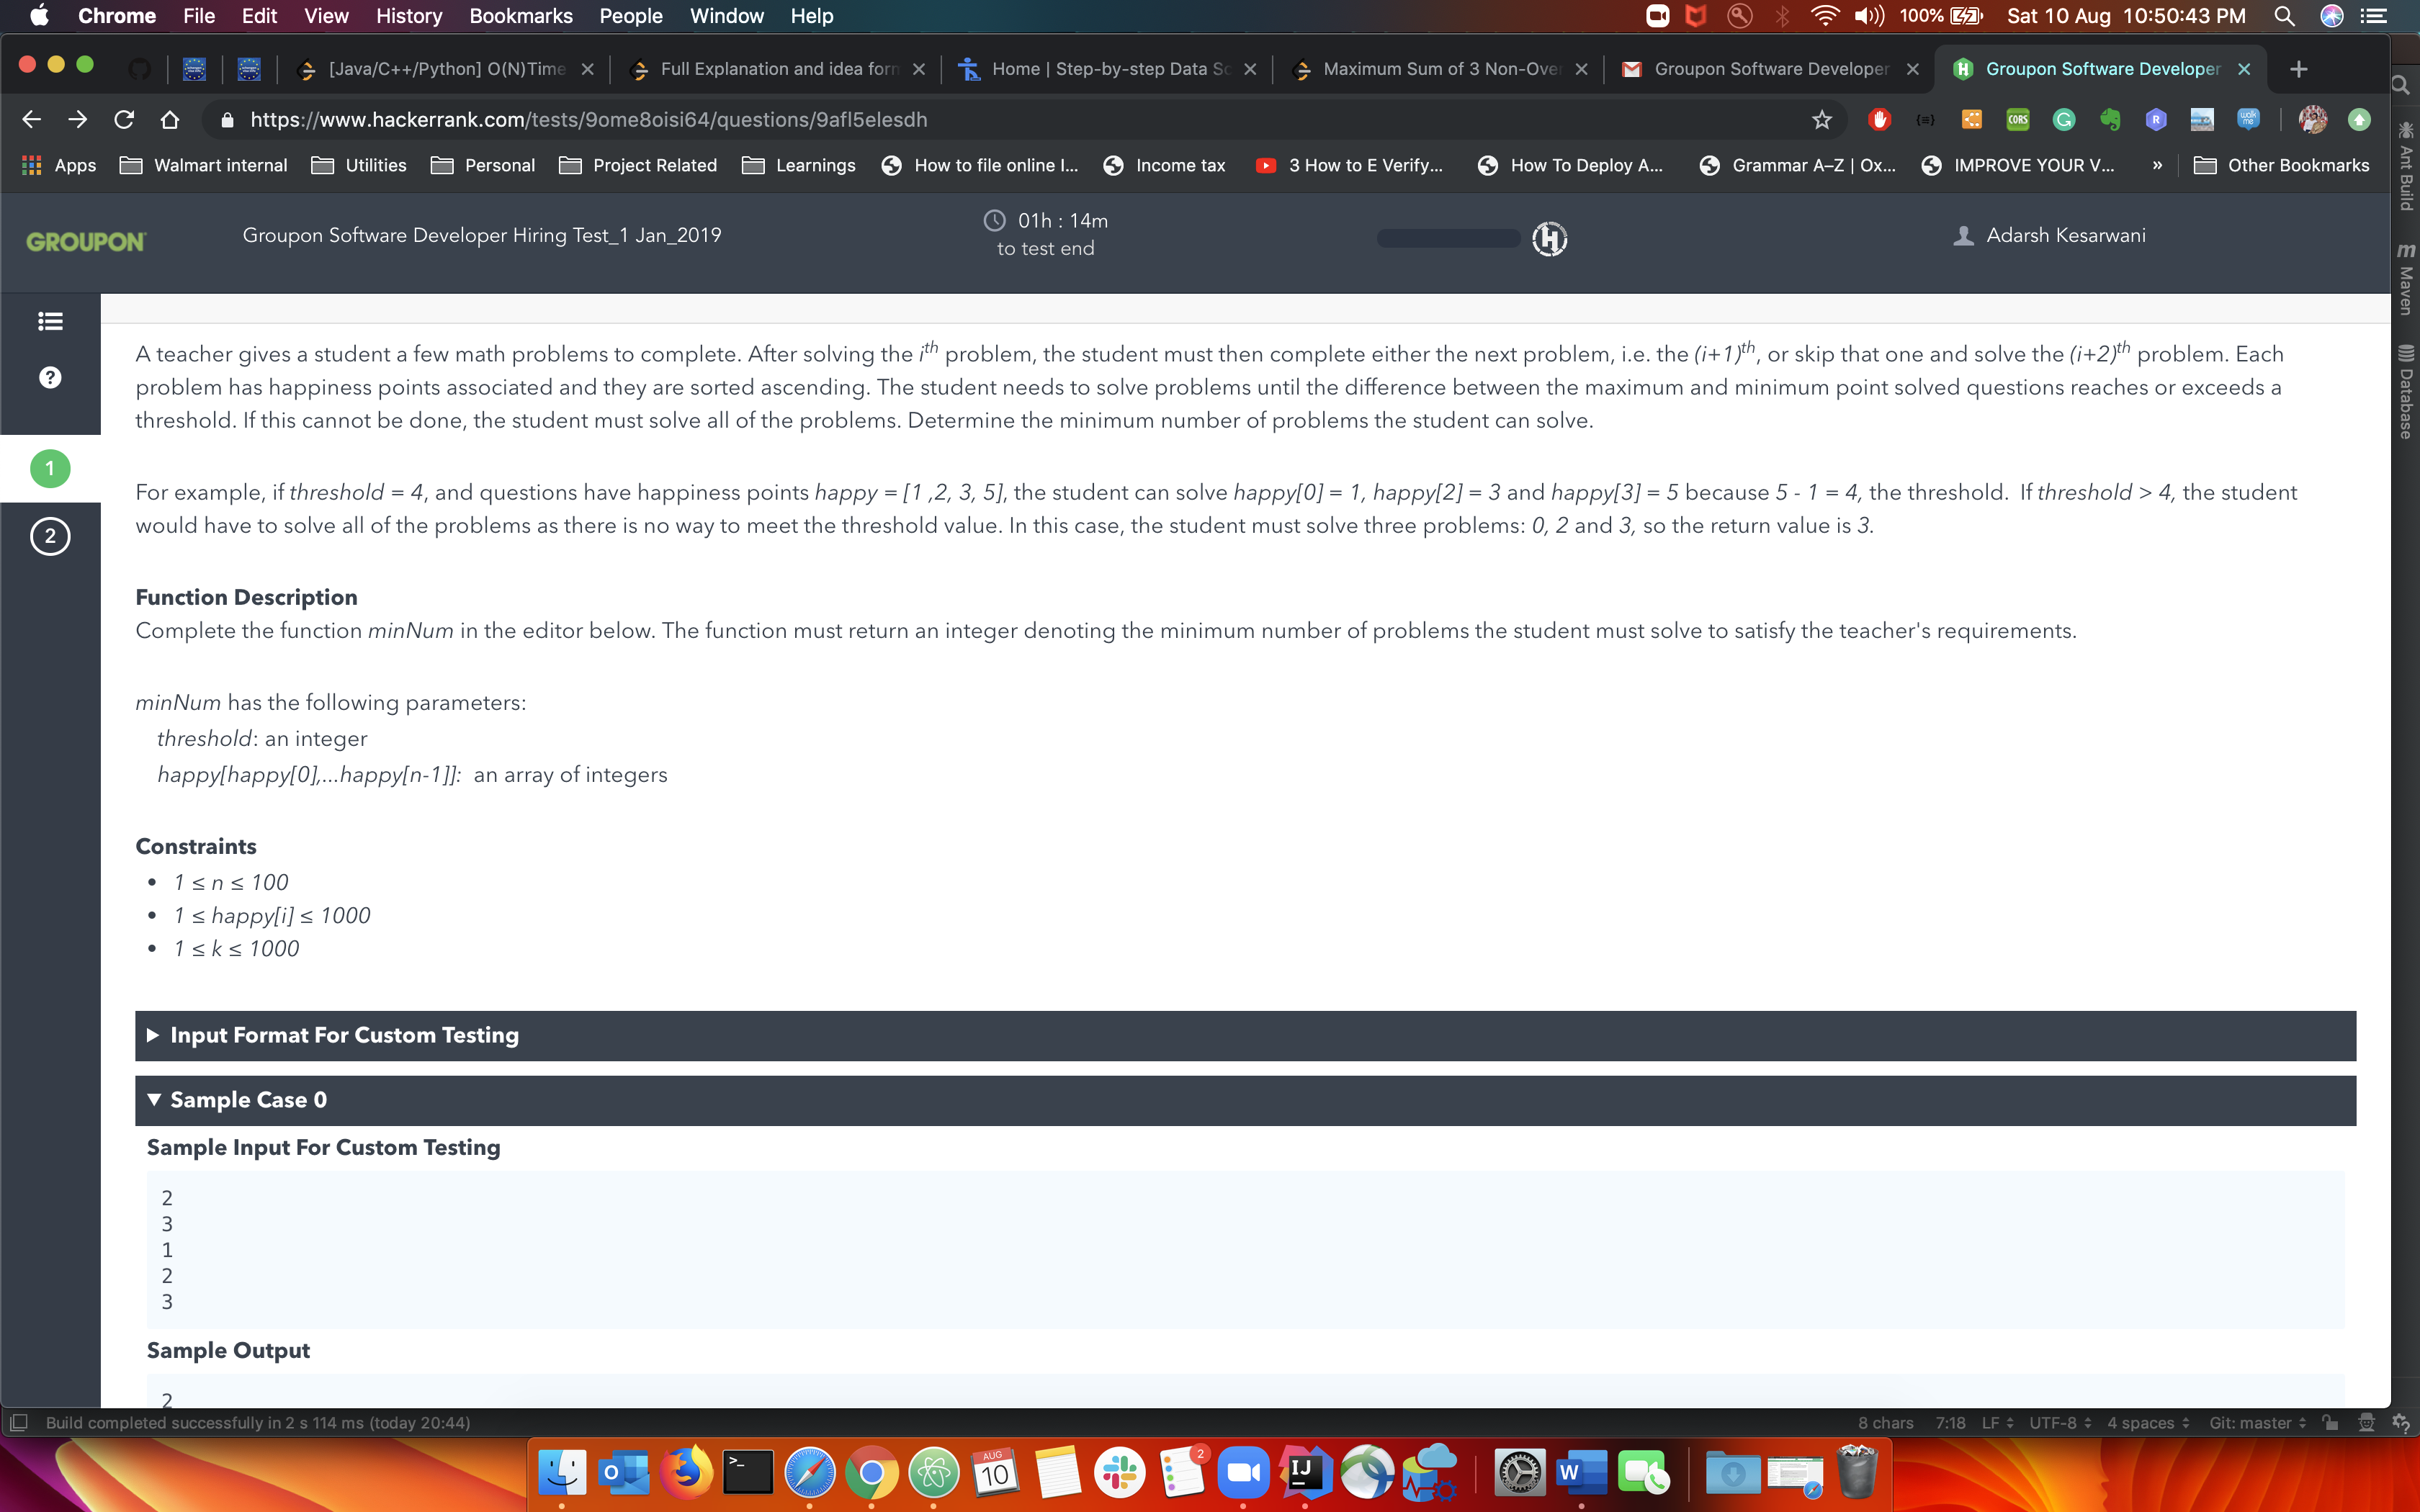 Chrome File Edit View History Bookmarks People Window Help 100% Sat 10 Aug 10:50:43 PM
[Java/C++/Python] O(N)Time Full Explanation and idea forn Home | Step-by-step Data Sc Maximum Sum of 3 Non-Over Groupon Software Developer Groupon Software Developer
https://www.hackerrank.com/tests/9ome8oisi64/questions/9afl5elesdh
Apps Walmart internal Utilities Personal Project Related Learnings How to file online I... Income tax 3 How to E Verify... How To Deploy A... Grammar A–Z | Ox... IMPROVE YOUR V... » Other Bookmarks
Ant Build
Maven
Database
GROUPON Groupon Software Developer Hiring Test_1 Jan_2019 01h : 14m Adarsh Kesarwani
to test end
1
2
A teacher gives a student a few math problems to complete. After solving the ith problem, the student must then complete either the next problem, i.e. the (i+1)th, or skip that one and solve the (i+2)th problem. Each
problem has happiness points associated and they are sorted ascending. The student needs to solve problems until the difference between the maximum and minimum point solved questions reaches or exceeds a
threshold. If this cannot be done, the student must solve all of the problems. Determine the minimum number of problems the student can solve.
For example, if threshold = 4, and questions have happiness points happy = [1 ,2, 3, 5], the student can solve happy[0] = 1, happy[2] = 3 and happy[3] = 5 because 5 - 1 = 4, the threshold. If threshold > 4, the student
would have to solve all of the problems as there is no way to meet the threshold value. In this case, the student must solve three problems: 0, 2 and 3, so the return value is 3.
Function Description
Complete the function minNum in the editor below. The function must return an integer denoting the minimum number of problems the student must solve to satisfy the teacher's requirements.
minNum has the following parameters:
threshold: an integer
happy[happy[0],...happy[n-1]]: an array of integers
Constraints
• 1 ≤ n ≤ 100
• 1 ≤ happy[i] ≤ 1000
• 1 ≤ k ≤ 1000
Input Format For Custom Testing
Sample Case 0
Sample Input For Custom Testing
2
3
1
2
3
Sample Output
2
Build completed successfully in 2 s 114 ms (today 20:44) 8 chars 7:18 LF UTF-8 4 spaces Git: master
AUG
10
2
IJ
W